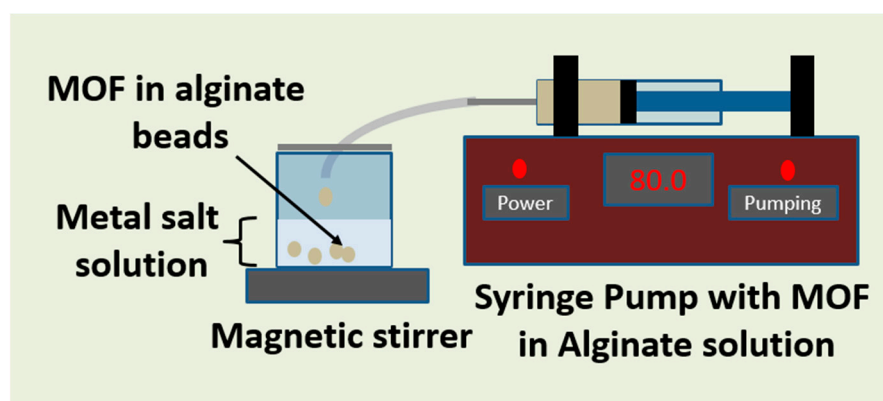 MOF in alginate
beads
Metal salt
solution
Magnetic stirrer
80.0
Power
Pumping
Syringe Pump with MOF
in Alginate solution